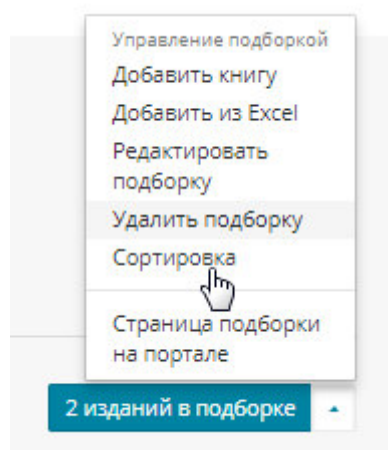 Управление подборкой
Добавить книгу
Добавить из Excel
Редактировать
подборку
Удалить подборку
Сортировка
Страница подборки
на портале
2 изданий в подборке